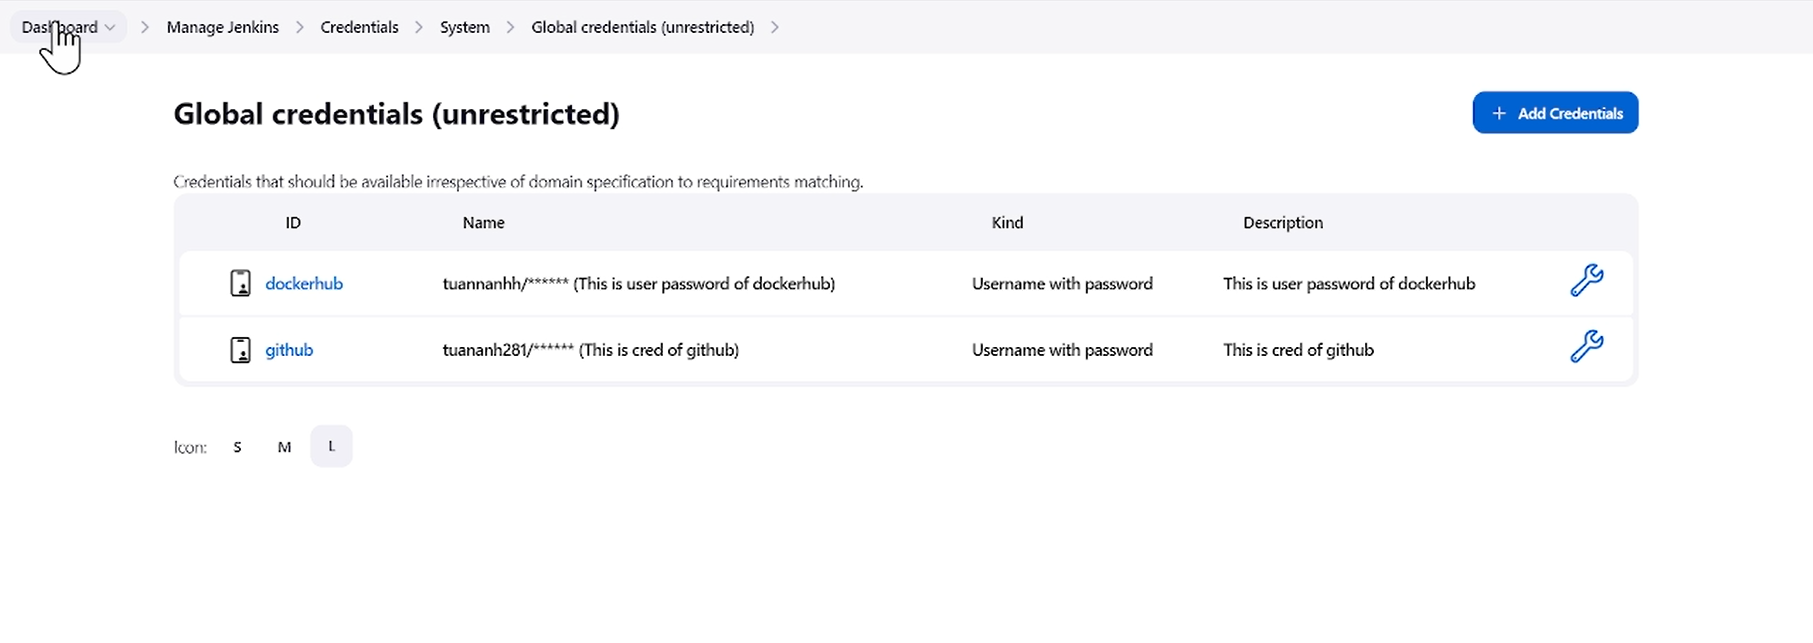 Dashboard Manage Jenkins Credentials System Global credentials (unrestricted)
Global credentials (unrestricted)
+ Add Credentials
Credentials that should be available irrespective of domain specification to requirements matching.
ID Name Kind Description
dockerhub tuannanhh/****** (This is user password of dockerhub) Username with password This is user password of dockerhub
github tuananh281/****** (This is cred of github) Username with password This is cred of github
Icon: S M L